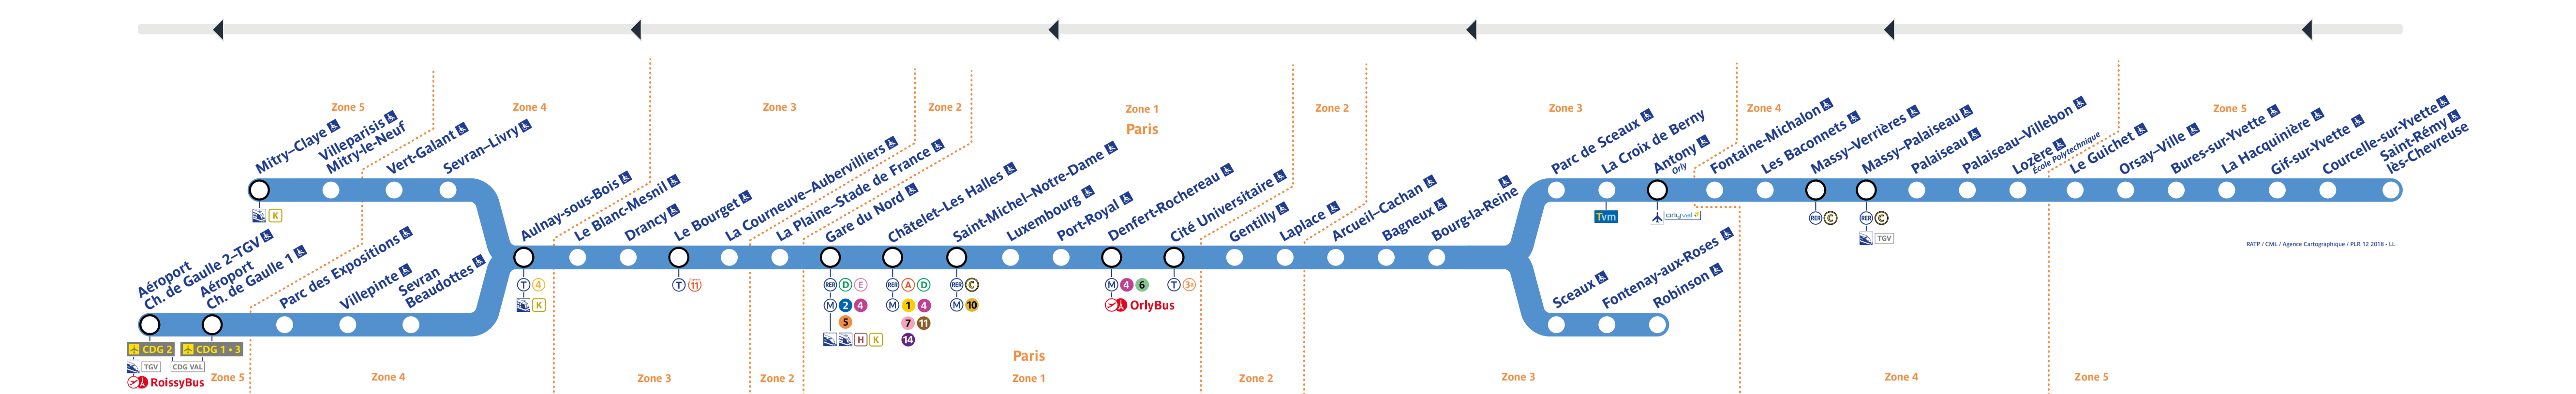 Zone 5
Zone 4
Zone 3
Zone 2
Zone 1
Paris
Zone 2
Zone 3
Zone 4
Zone 5
Mitry–Claye
Villeparisis
Mitry-le-Neuf
Vert-Galant
Sevran–Livry
K
Aéroport
Ch. de Gaulle 2–TGV
Aéroport
Ch. de Gaulle 1
Parc des Expositions
Villepinte
Sevran
Beaudottes
CDG 2
CDG 1 • 3
TGV
CDG VAL
RoissyBus
Aulnay-sous-Bois
T 4
K
Le Blanc-Mesnil
Drancy
Le Bourget
T 11
La Courneuve–Aubervilliers
La Plaine–Stade de France
Gare du Nord
RER D E
M 2 4
5
H K
Châtelet–Les Halles
RER A D
M 1 4
7 11
14
Saint-Michel–Notre-Dame
RER C
M 10
Luxembourg
Port-Royal
Denfert-Rochereau
M 4 6
OrlyBus
Cité Universitaire
T 3a
Gentilly
Laplace
Arcueil–Cachan
Bagneux
Bourg-la-Reine
Parc de Sceaux
La Croix de Berny
Tvm
Antony
Orly
orlyval
Fontaine-Michalon
Les Baconnets
Massy–Verrières
RER C
Massy–Palaiseau
RER C
TGV
Palaiseau
Palaiseau–Villebon
Lozère
École Polytechnique
Le Guichet
Orsay–Ville
Bures-sur-Yvette
La Hacquinière
Gif-sur-Yvette
Courcelle-sur-Yvette
Saint-Rémy
lès-Chevreuse
Sceaux
Fontenay-aux-Roses
Robinson
RATP / CML / Agence Cartographique / PLR 12 2018 - LL
Zone 5
Zone 4
Zone 3
Zone 2
Paris
Zone 1
Zone 2
Zone 3
Zone 4
Zone 5